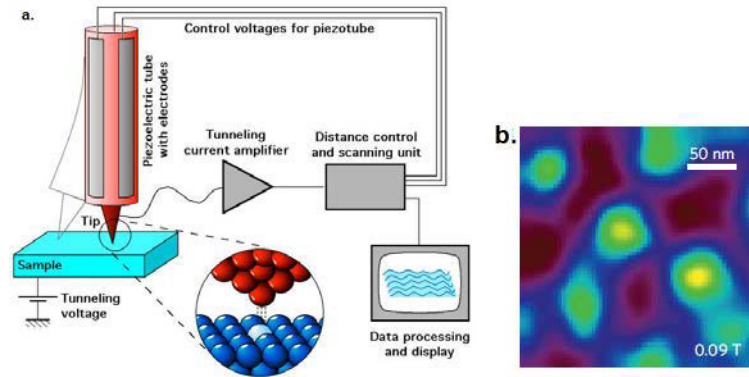 a.
Control voltages for piezotube
Piezoelectric tube
with electrodes
Tunneling
current amplifier
Distance control
and scanning unit
Tip
Sample
Tunneling
voltage
Data processing
and display
b.
50 nm
0.09 T